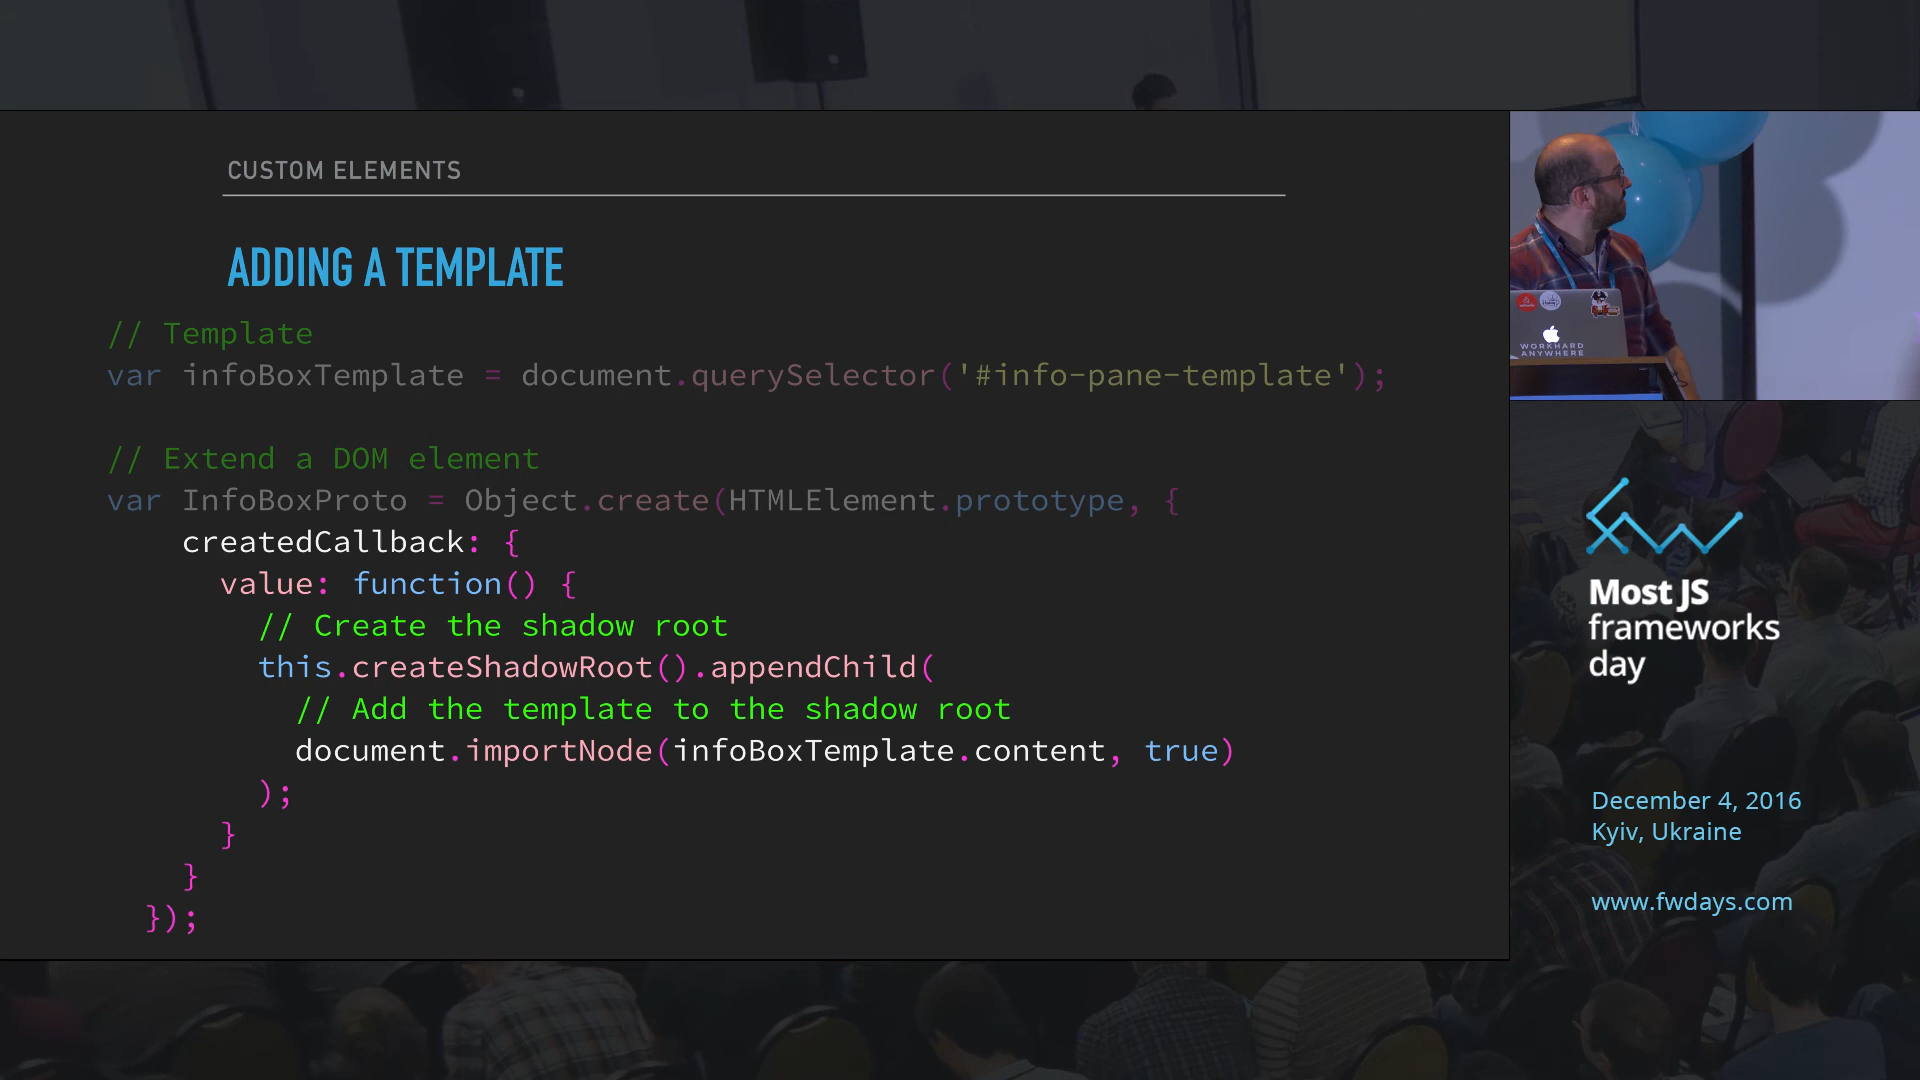 CUSTOM ELEMENTS
ADDING A TEMPLATE
// Template
var infoBoxTemplate = document.querySelector('#info-pane-template');
// Extend a DOM element
var InfoBoxProto = Object.create(HTMLElement.prototype, {
createdCallback: {
value: function() {
// Create the shadow root
this.createShadowRoot().appendChild(
// Add the template to the shadow root
document.importNode(infoBoxTemplate.content, true)
);
}
}
});
WORKHARD
ANYWHERE
Most JS
frameworks
day
December 4, 2016
Kyiv, Ukraine
www.fwdays.com